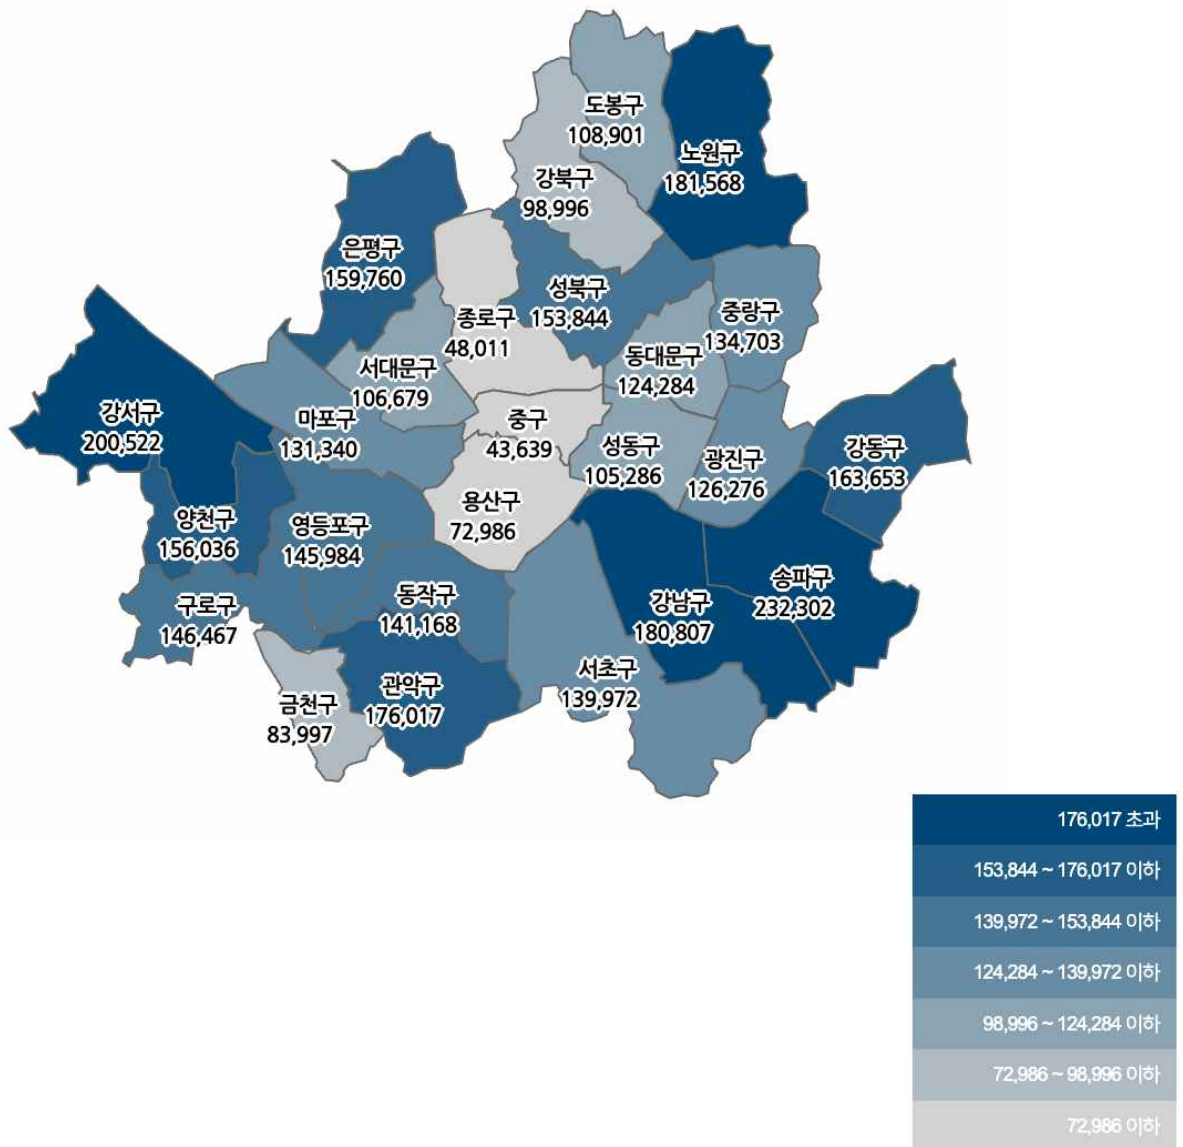 도봉구
108,901
노원구
181,568
강북구
98,996
은평구
159,760
성북구
153,844
종로구
48,011
중랑구
134,703
동대문구
124,284
서대문구
106,679
강서구
200,522
마포구
131,340
중구
43,639
성동구
105,286
광진구
126,276
강동구
163,653
용산구
72,986
양천구
156,036
영등포구
145,984
송파구
232,302
구로구
146,467
동작구
141,168
강남구
180,807
서초구
139,972
관악구
176,017
금천구
83,997
176,017 초과
153,844 ~ 176,017 이하
139,972 ~ 153,844 이하
124,284 ~ 139,972 이하
98,996 ~ 124,284 이하
72,986 ~ 98,996 이하
72,986 이하